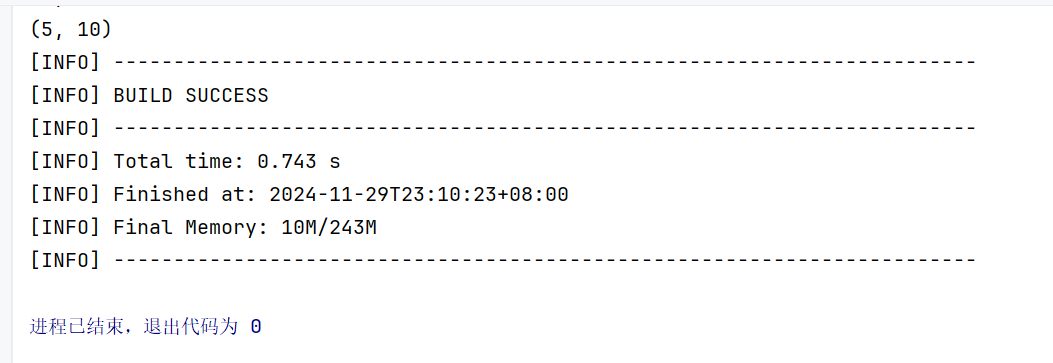 (5, 10)
[INFO] ------------------------------------------------------------------------
[INFO] BUILD SUCCESS
[INFO] ------------------------------------------------------------------------
[INFO] Total time: 0.743 s
[INFO] Finished at: 2024-11-29T23:10:23+08:00
[INFO] Final Memory: 10M/243M
[INFO] ------------------------------------------------------------------------
进程已结束，退出代码为 0